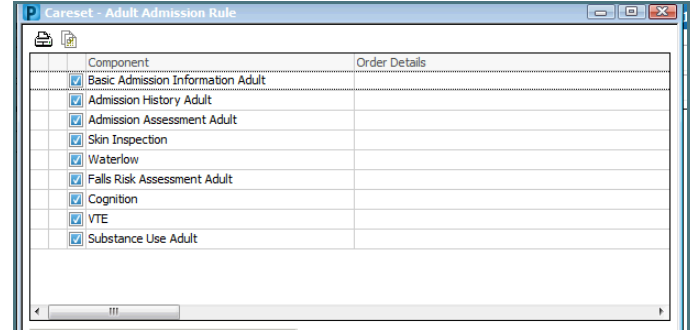 P Careset - Adult Admission Rule
Component Order Details
Basic Admission Information Adult
Admission History Adult
Admission Assessment Adult
Skin Inspection
Waterlow
Falls Risk Assessment Adult
Cognition
VTE
Substance Use Adult